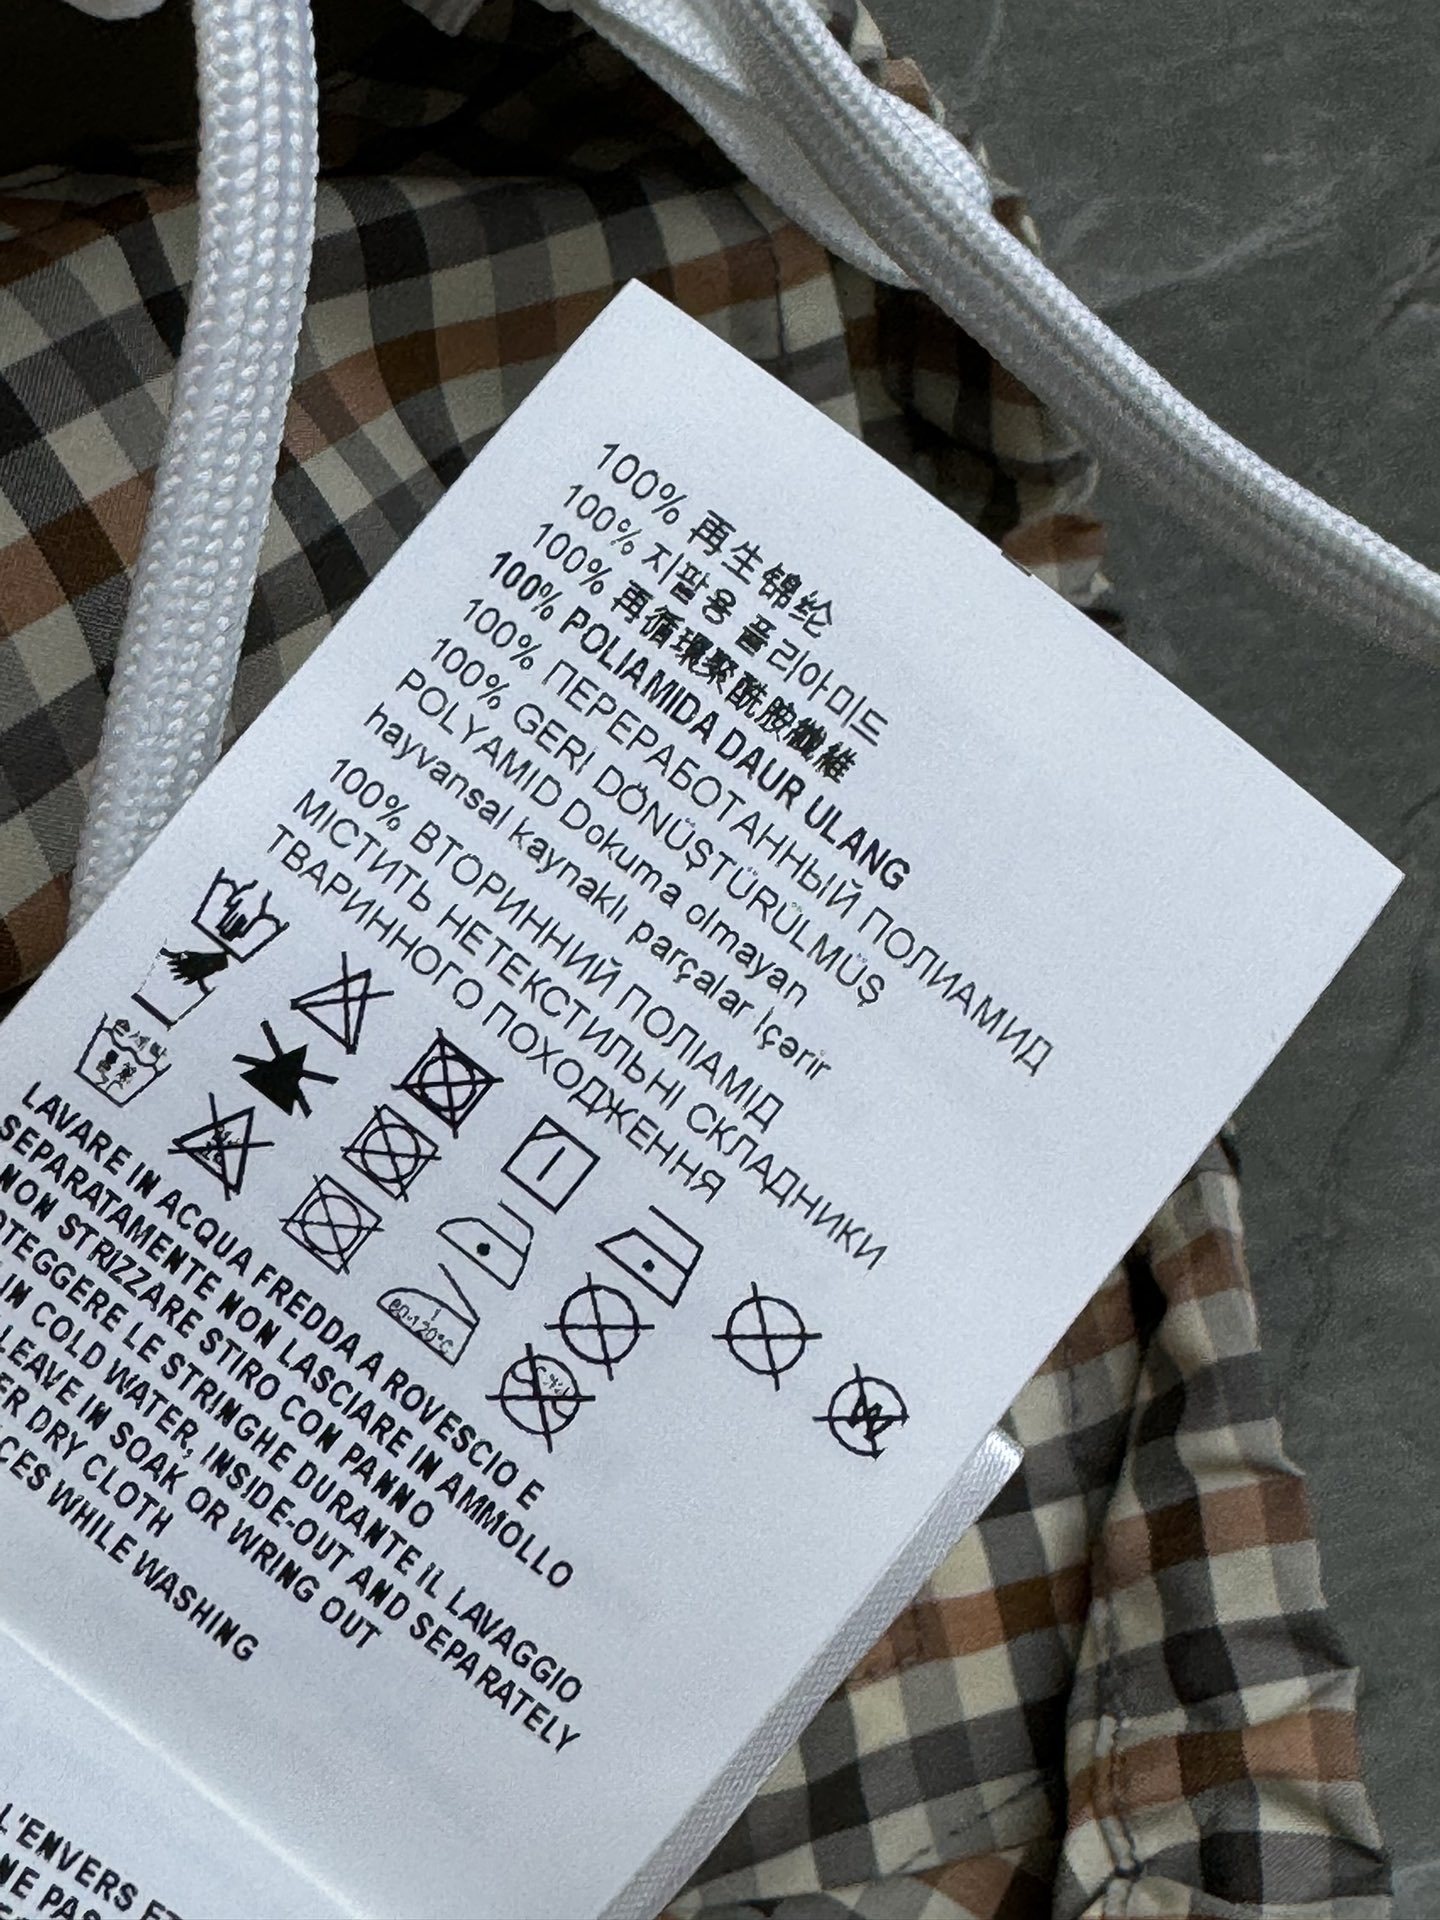 100% 再生锦纶
100% 지팔용 폴리아미드
100% 再循環聚酰胺纖維
100% POLIAMIDA DAUR ULANG
100% ПЕРЕРАБОТАННЫЙ ПОЛИАМИД
100% GERİ DÖNÜŞTÜRÜLMÜŞ
POLYAMID Dokuma olmayan
hayvansal kaynaklı parçalar içerir
100% ВТОРИННИЙ ПОЛІАМІД
МІСТИТЬ НЕТЕКСТИЛЬНІ СКЛАДНИКИ
ТВАРИННОГО ПОХОДЖЕННЯ
LAVARE IN ACQUA FREDDA A ROVESCIO E
SEPARATAMENTE NON LASCIARE IN AMMOLLO
NON STRIZZARE STIRO CON PANNO
LE STRINGHE DURANTE IL LAVAGGIO
IN COLD WATER, INSIDE-OUT AND SEPARATELY
LEAVE IN SOAK OR WRING OUT
DRY CLOTH
WHILE WASHING
L'ENVERS ET
NE PAS